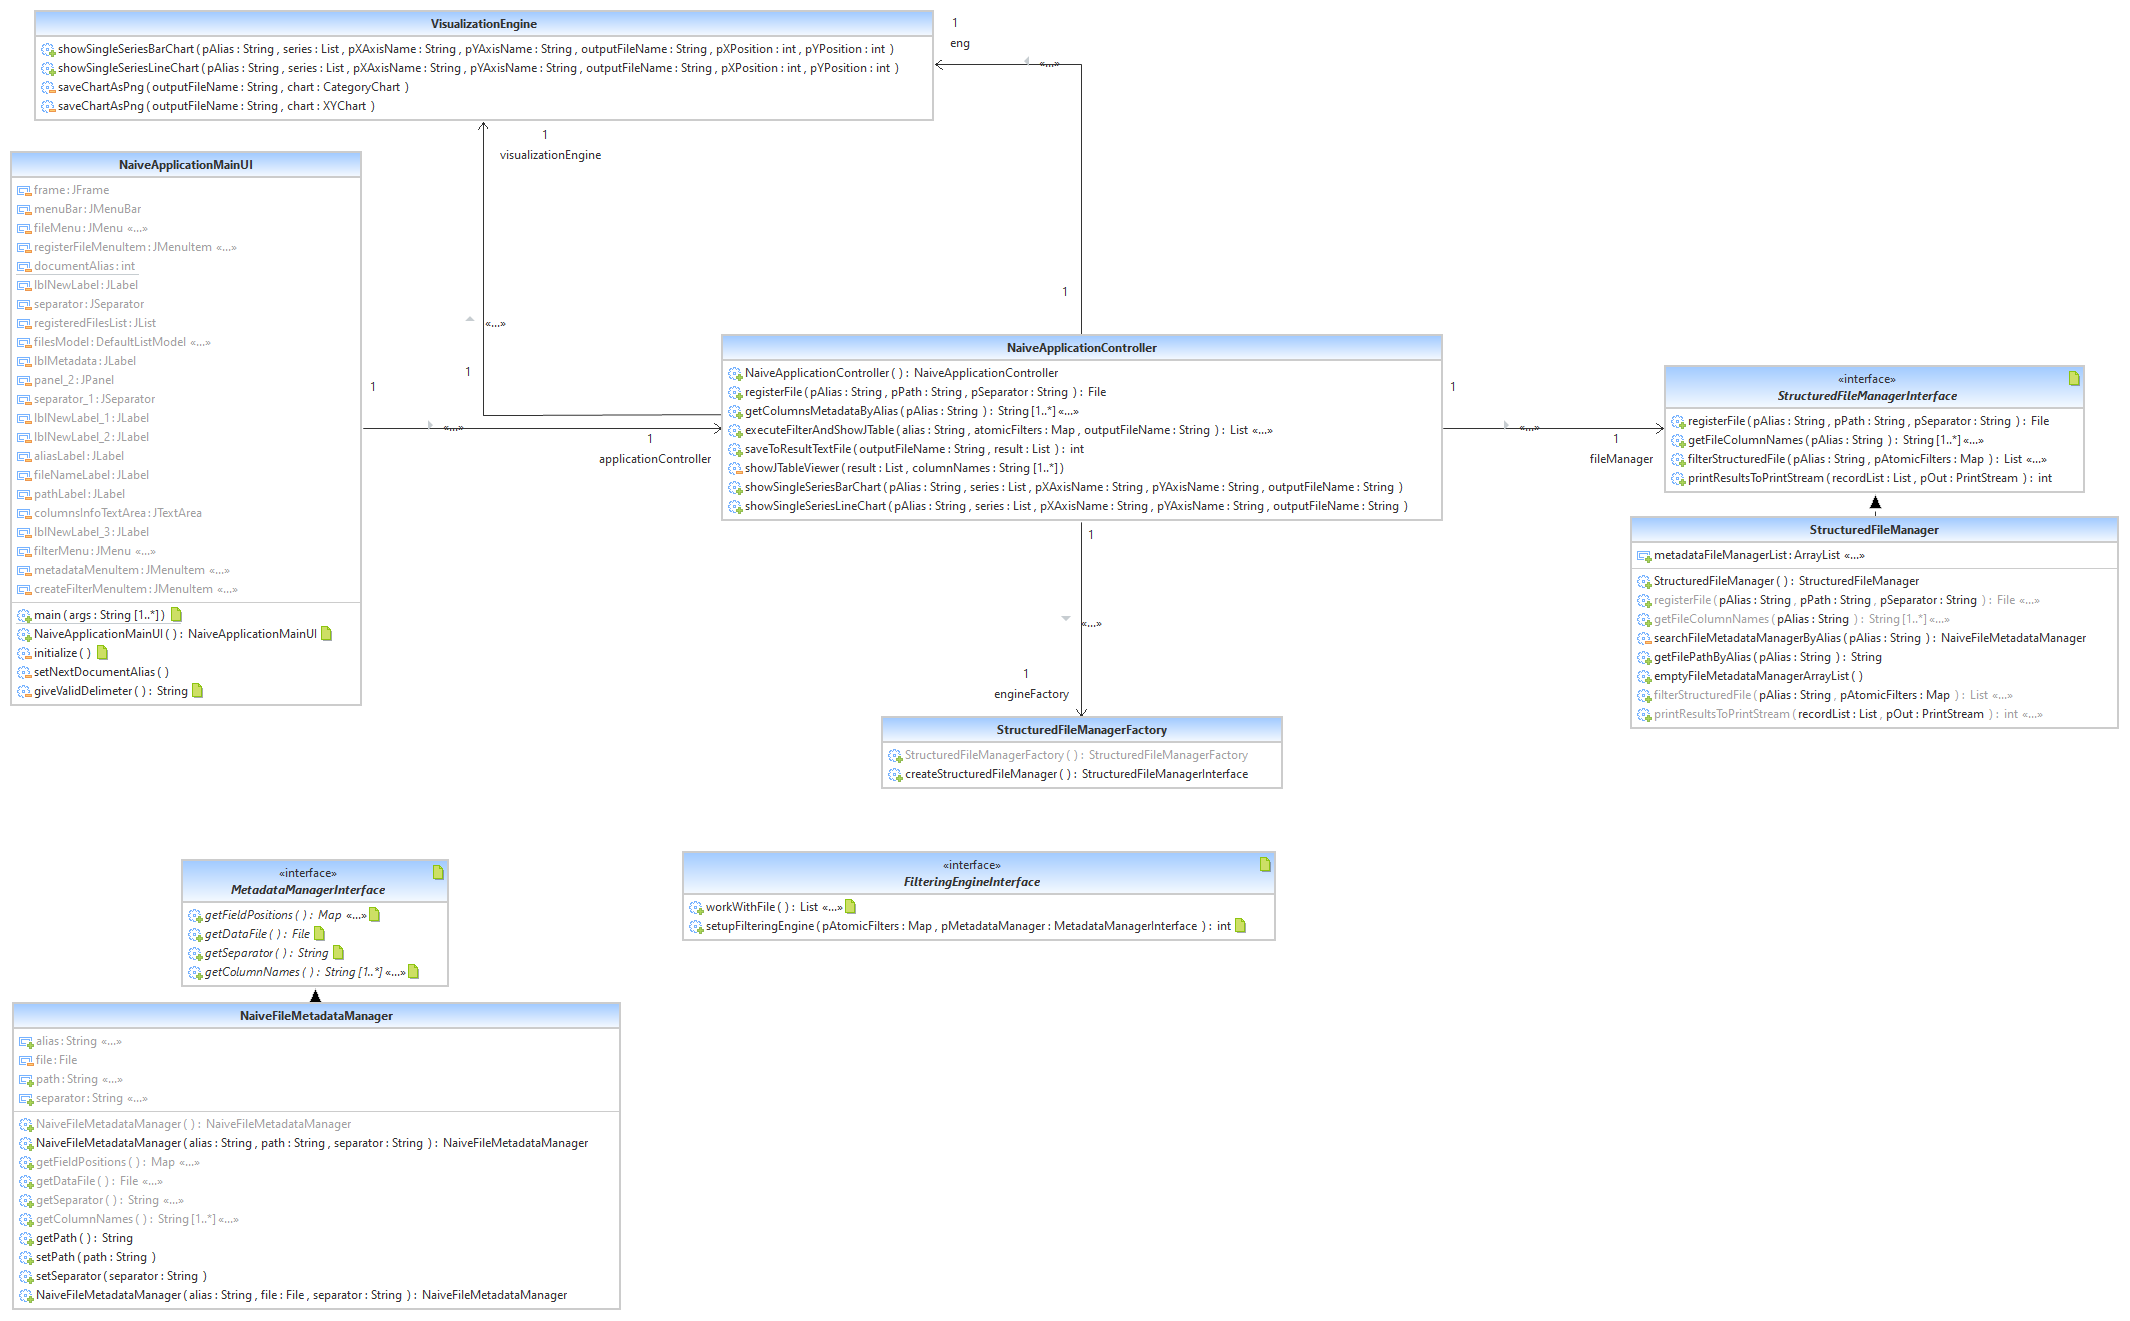 VisualizationEngine
showSingleSeriesBarChart ( pAlias : String , series : List , pXAxisName : String , pYAxisName : String , outputFileName : String , pXPosition : int , pYPosition : int )
showSingleSeriesLineChart ( pAlias : String , series : List , pXAxisName : String , pYAxisName : String , outputFileName : String , pXPosition : int , pYPosition : int )
saveChartAsPng ( outputFileName : String , chart : CategoryChart )
saveChartAsPng ( outputFileName : String , chart : XYChart )
1
eng
«...»
1
1
visualizationEngine
«...»
1
NaiveApplicationMainUI
frame : JFrame
menuBar : JMenuBar
fileMenu : JMenu «...»
registerFileMenuItem : JMenuItem «...»
documentAlias : int
lblNewLabel : JLabel
separator : JSeparator
registeredFilesList : JList
filesModel : DefaultListModel «...»
lblMetadata : JLabel
panel_2 : JPanel
separator_1 : JSeparator
lblNewLabel_1 : JLabel
lblNewLabel_2 : JLabel
aliasLabel : JLabel
fileNameLabel : JLabel
pathLabel : JLabel
columnsInfoTextArea : JTextArea
lblNewLabel_3 : JLabel
filterMenu : JMenu «...»
metadataMenuItem : JMenuItem «...»
createFilterMenuItem : JMenuItem «...»
main ( args : String [1..*] )
NaiveApplicationMainUI ( ) : NaiveApplicationMainUI
initialize ( )
setNextDocumentAlias ( )
giveValidDelimeter ( ) : String
1
«...»
1
applicationController
NaiveApplicationController
NaiveApplicationController ( ) : NaiveApplicationController
registerFile ( pAlias : String , pPath : String , pSeparator : String ) : File
getColumnsMetadataByAlias ( pAlias : String ) : String [1..*] «...»
executeFilterAndShowJTable ( alias : String , atomicFilters : Map , outputFileName : String ) : List «...»
saveToResultTextFile ( outputFileName : String , result : List ) : int
showJTableViewer ( result : List , columnNames : String [1..*] )
showSingleSeriesBarChart ( pAlias : String , series : List , pXAxisName : String , pYAxisName : String , outputFileName : String )
showSingleSeriesLineChart ( pAlias : String , series : List , pXAxisName : String , pYAxisName : String , outputFileName : String )
1
«...»
1
fileManager
«interface»
StructuredFileManagerInterface
registerFile ( pAlias : String , pPath : String , pSeparator : String ) : File
getFileColumnNames ( pAlias : String ) : String [1..*] «...»
filterStructuredFile ( pAlias : String , pAtomicFilters : Map ) : List «...»
printResultsToPrintStream ( recordList : List , pOut : PrintStream ) : int
StructuredFileManager
metadataFileManagerList : ArrayList «...»
StructuredFileManager ( ) : StructuredFileManager
registerFile ( pAlias : String , pPath : String , pSeparator : String ) : File «...»
getFileColumnNames ( pAlias : String ) : String [1..*] «...»
searchFileMetadataManagerByAlias ( pAlias : String ) : NaiveFileMetadataManager
getFilePathByAlias ( pAlias : String ) : String
emptyFileMetadataManagerArrayList ( )
filterStructuredFile ( pAlias : String , pAtomicFilters : Map ) : List «...»
printResultsToPrintStream ( recordList : List , pOut : PrintStream ) : int «...»
1
«...»
1
engineFactory
StructuredFileManagerFactory
StructuredFileManagerFactory ( ) : StructuredFileManagerFactory
createStructuredFileManager ( ) : StructuredFileManagerInterface
«interface»
MetadataManagerInterface
getFieldPositions ( ) : Map «...»
getDataFile ( ) : File
getSeparator ( ) : String
getColumnNames ( ) : String [1..*] «...»
«interface»
FilteringEngineInterface
workWithFile ( ) : List «...»
setupFilteringEngine ( pAtomicFilters : Map , pMetadataManager : MetadataManagerInterface ) : int
NaiveFileMetadataManager
alias : String «...»
file : File
path : String «...»
separator : String «...»
NaiveFileMetadataManager ( ) : NaiveFileMetadataManager
NaiveFileMetadataManager ( alias : String , path : String , separator : String ) : NaiveFileMetadataManager
getFieldPositions ( ) : Map «...»
getDataFile ( ) : File «...»
getSeparator ( ) : String «...»
getColumnNames ( ) : String [1..*] «...»
getPath ( ) : String
setPath ( path : String )
setSeparator ( separator : String )
NaiveFileMetadataManager ( alias : String , file : File , separator : String ) : NaiveFileMetadataManager